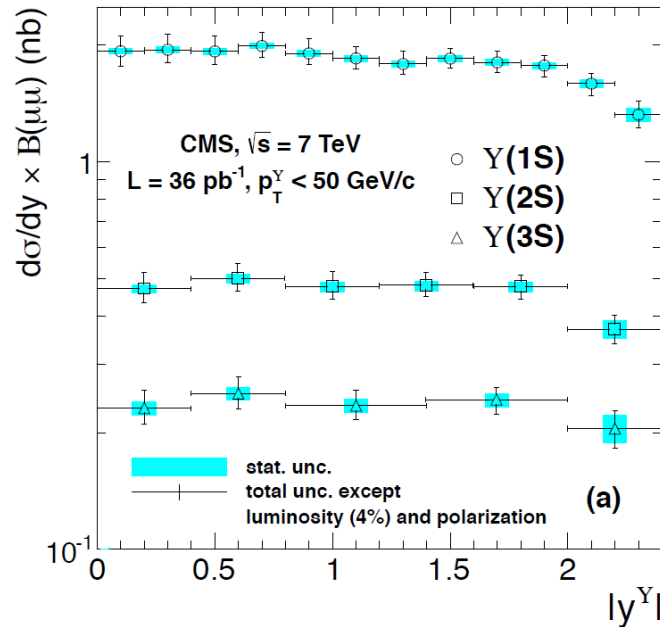 dσ/dy × B(μμ) (nb)
1
10⁻¹
CMS, √s = 7 TeV
L = 36 pb⁻¹, p_T^Υ < 50 GeV/c
Υ(1S)
Υ(2S)
Υ(3S)
stat. unc.
total unc. except
luminosity (4%) and polarization
(a)
0 0.5 1 1.5 2
|y^Υ|